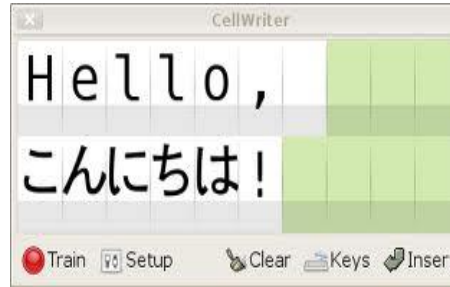 CellWriter
Hello,
こんにちは!
Train Setup Clear Keys Inser